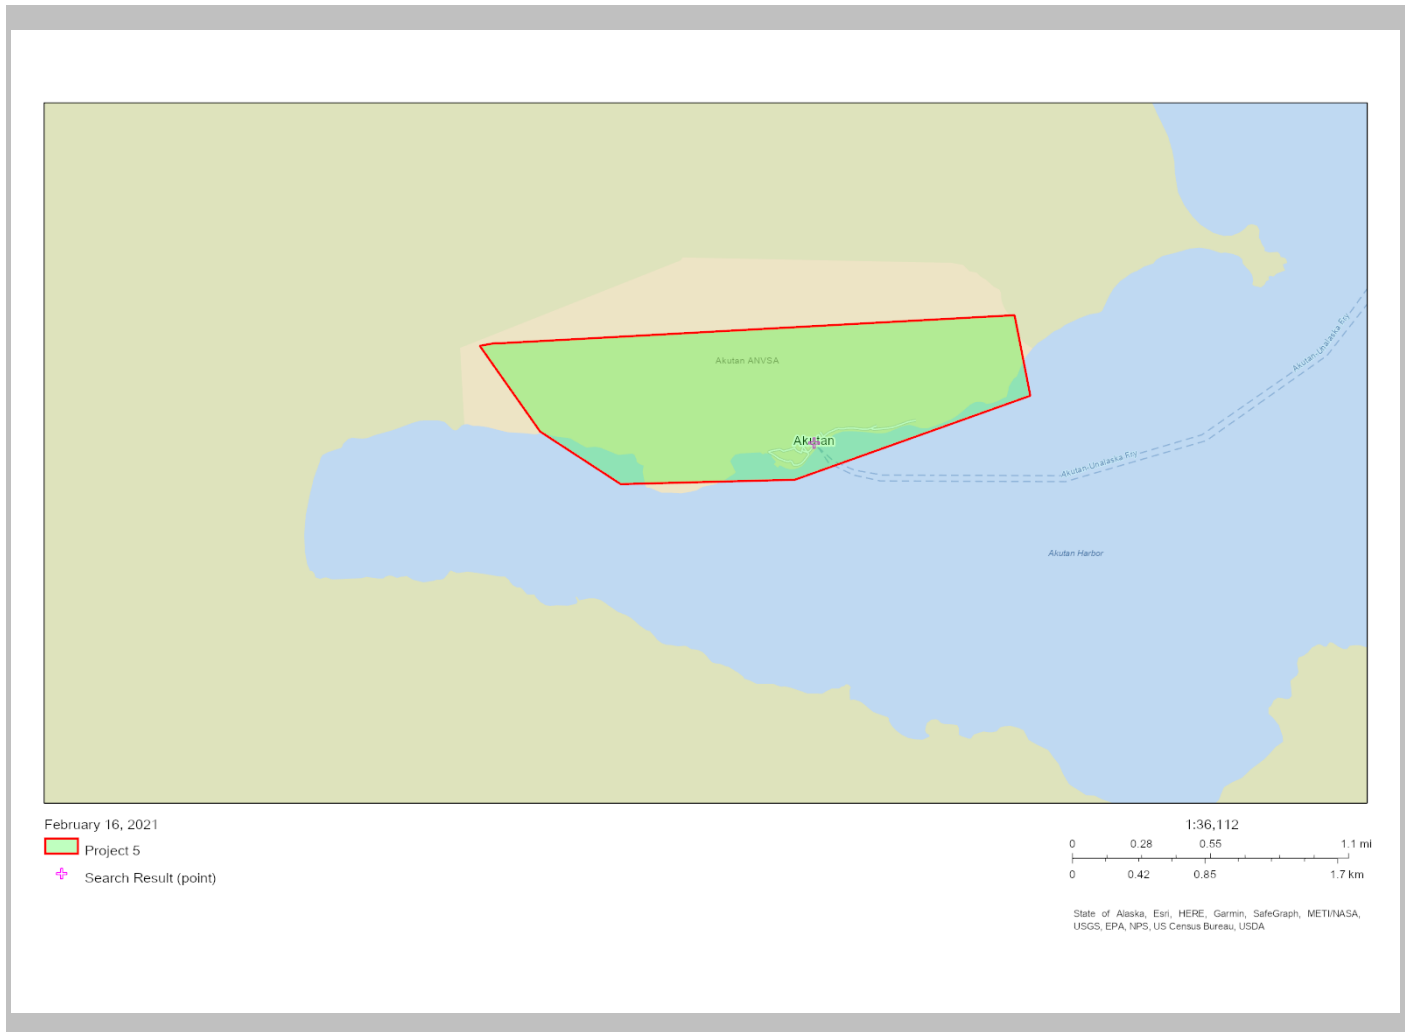 Akutan-Unalaska Fry
Akutan ANVSA
Akutan
Akutan-Unalaska Fry
Akutan Harbor
February 16, 2021
Project 5
Search Result (point)
1:36,112
0 0.28 0.55 1.1 mi
0 0.42 0.85 1.7 km
State of Alaska, Esri, HERE, Garmin, SafeGraph, METI/NASA,
USGS, EPA, NPS, US Census Bureau, USDA